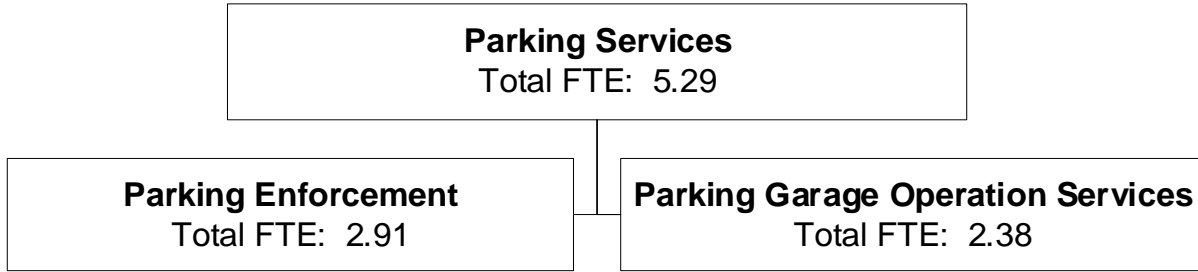 Parking Services
Total FTE: 5.29
Parking Enforcement
Total FTE: 2.91
Parking Garage Operation Services
Total FTE: 2.38